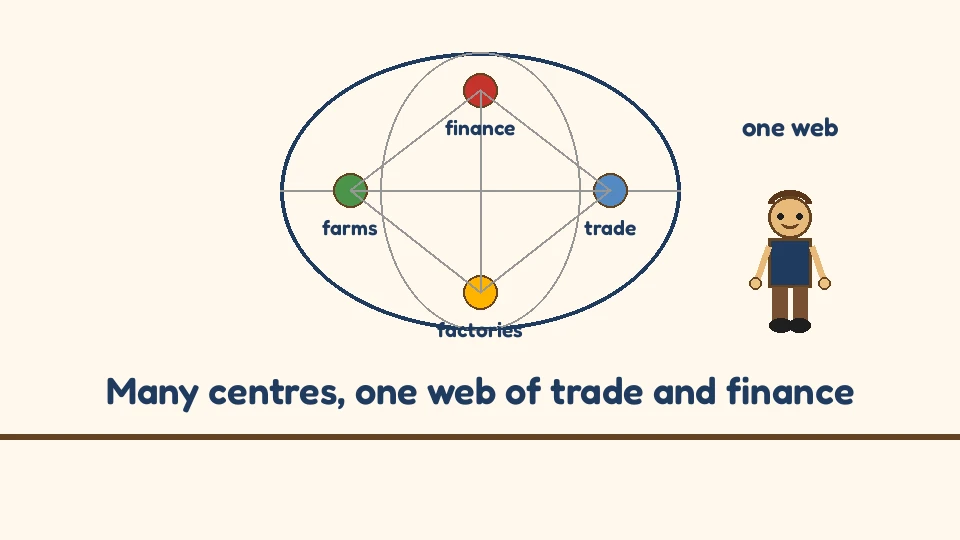 finance
one web
farms
trade
factories
Many centres, one web of trade and finance